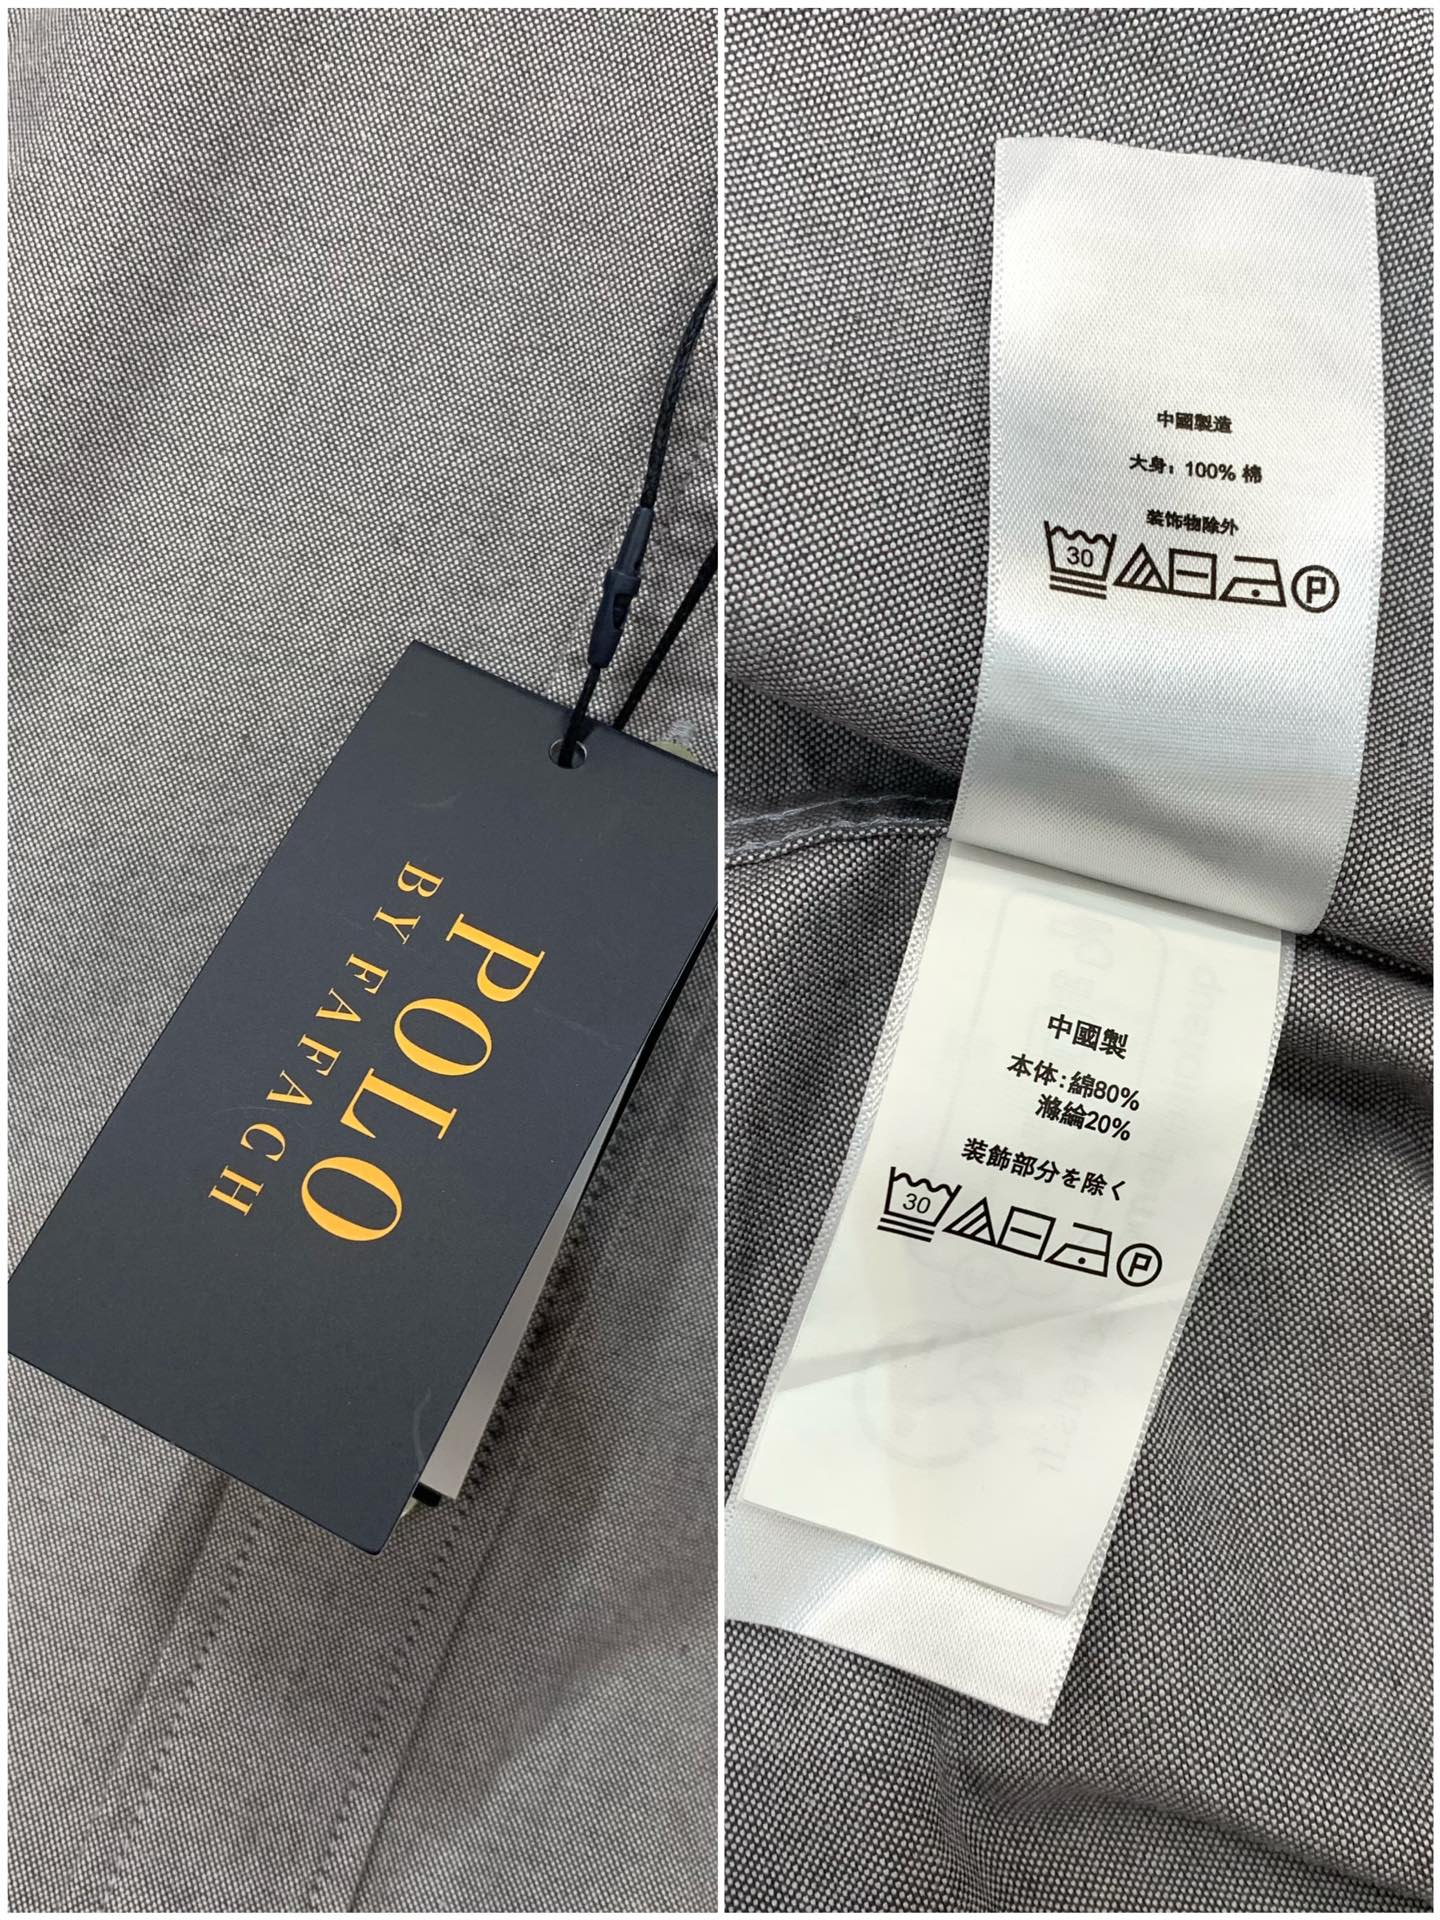 POLO
BY FAFACH
中國製造
大身：100% 棉
装饰物除外
30
P
中國製
本体：綿80%
滌綸20%
装飾部分を除く
30
P